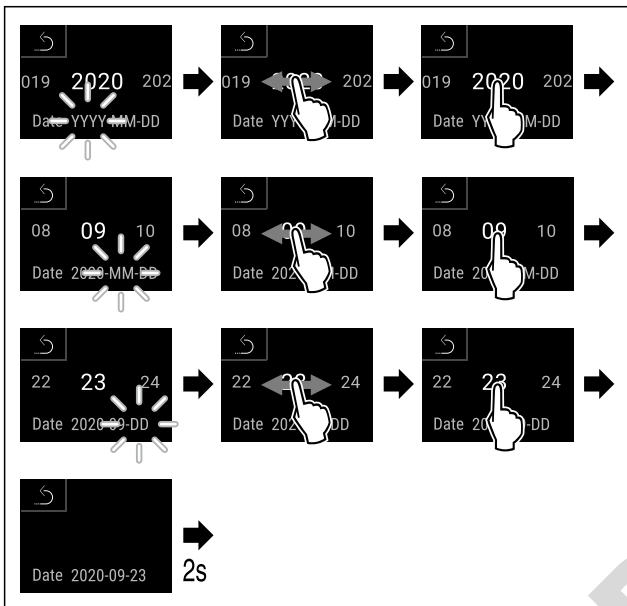 019 2020 202
Date YYYY-MM-DD
019 202
Date YYY -DD
019 2020 202
Date YY M-DD
08 09 10
Date 2020-MM-DD
08 10
Date 202 -DD
08 09 10
Date 20 M-DD
22 23 24
Date 2020-09-DD
22 24
Date 202 DD
22 23 24
Date 20 -DD
Date 2020-09-23
2s